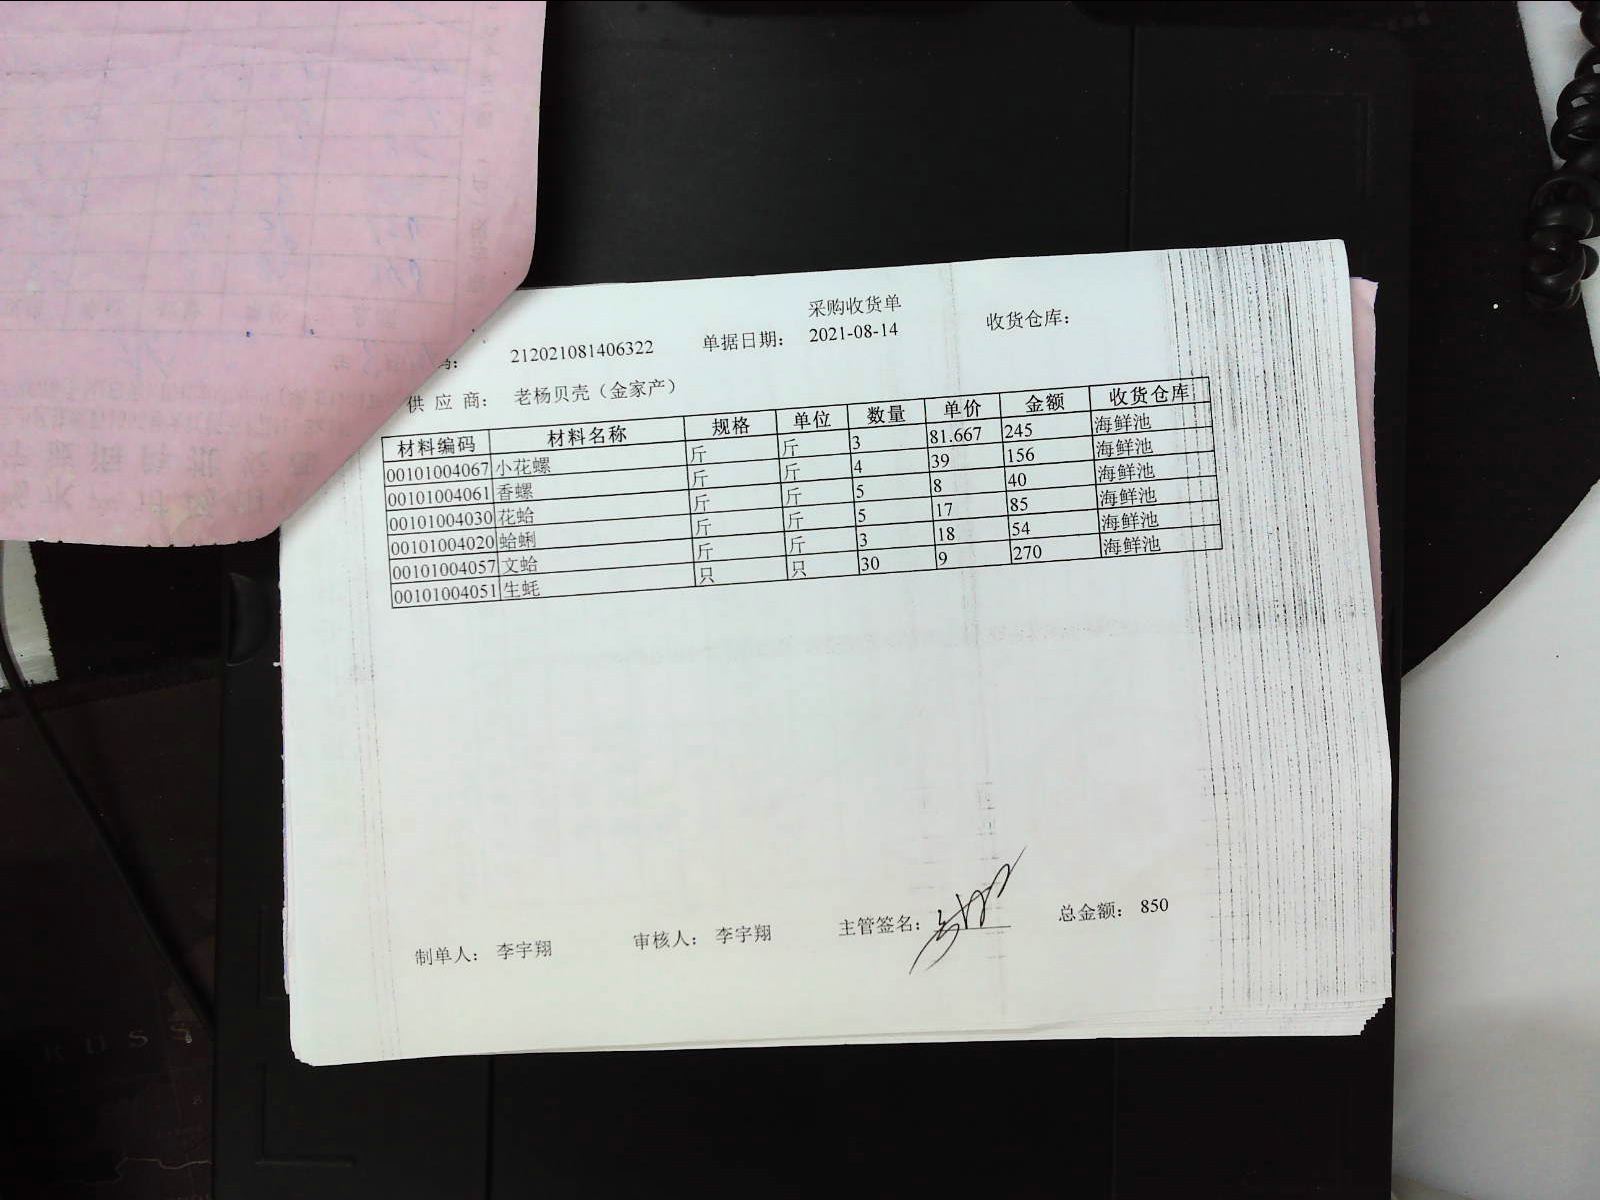 采购收货单
码： 212021081406322 单据日期： 2021-08-14 收货仓库：
供 应 商： 老杨贝壳（金家产）
材料编码 材料名称 规格 单位 数量 单价 金额 收货仓库
00101004067 小花螺 斤 斤 3 81.667 245 海鲜池
00101004061 香螺 斤 斤 4 39 156 海鲜池
00101004030 花蛤 斤 斤 5 8 40 海鲜池
00101004020 蛤蜊 斤 斤 5 17 85 海鲜池
00101004057 文蛤 斤 斤 3 18 54 海鲜池
00101004051 生蚝 只 只 30 9 270 海鲜池
制单人： 李宇翔 审核人： 李宇翔 主管签名： 总金额： 850